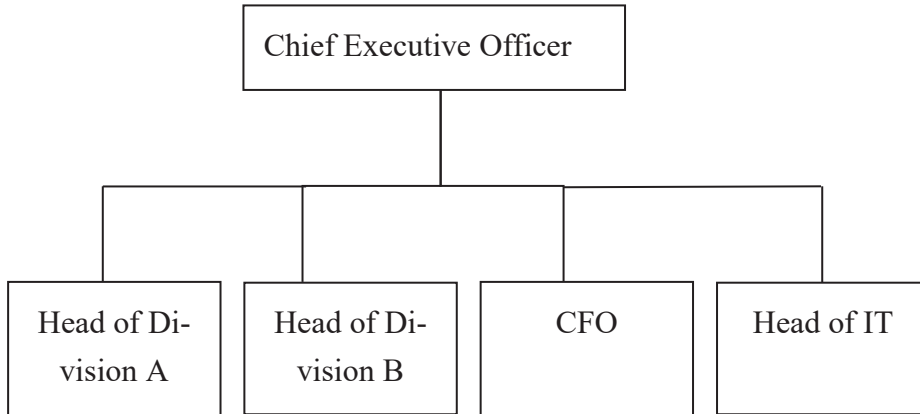 Chief Executive Officer
Head of Di-
vision A
Head of Di-
vision B
CFO
Head of IT